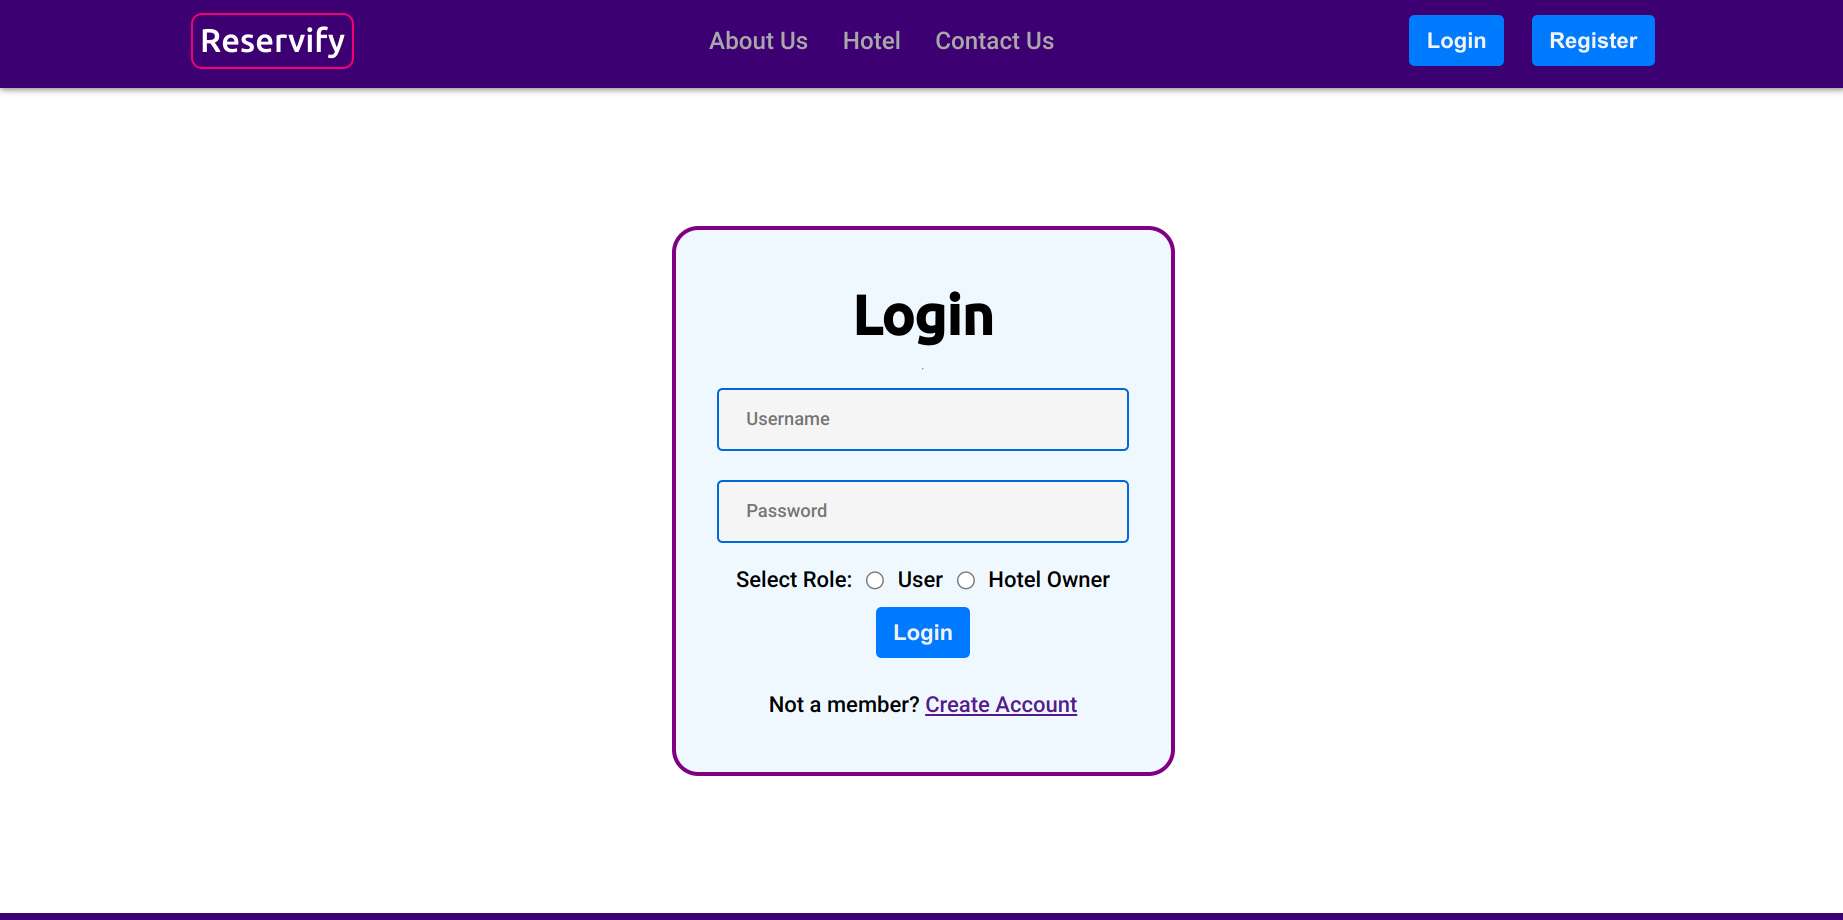 Reservify About Us Hotel Contact Us Login Register
Login
Username
Password
Select Role: User Hotel Owner
Login
Not a member? Create Account